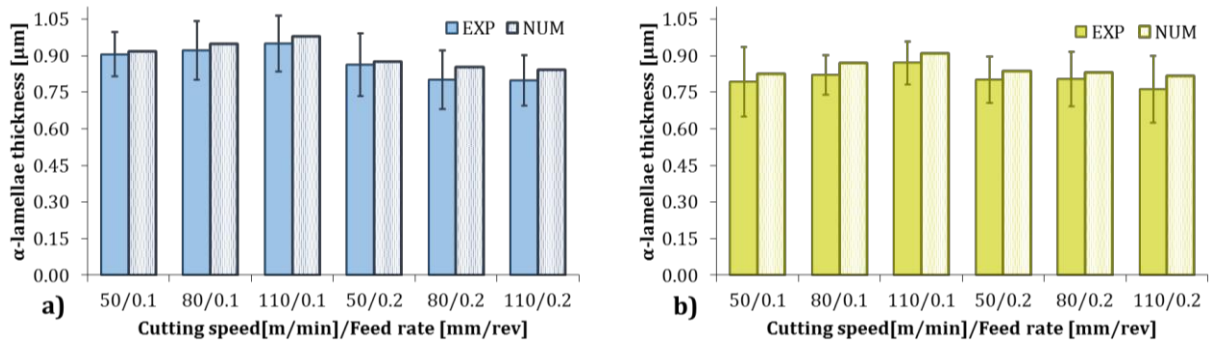 1.05
0.90
0.75
0.60
0.45
0.30
0.15
0.00
α-lamellae thickness [µm]
EXP NUM
50/0.1 80/0.1 110/0.1 50/0.2 80/0.2 110/0.2
a)
Cutting speed[m/min]/Feed rate [mm/rev]
1.05
0.90
0.75
0.60
0.45
0.30
0.15
0.00
α-lamellae thickness [µm]
EXP NUM
50/0.1 80/0.1 110/0.1 50/0.2 80/0.2 110/0.2
b)
Cutting speed[m/min]/Feed rate [mm/rev]